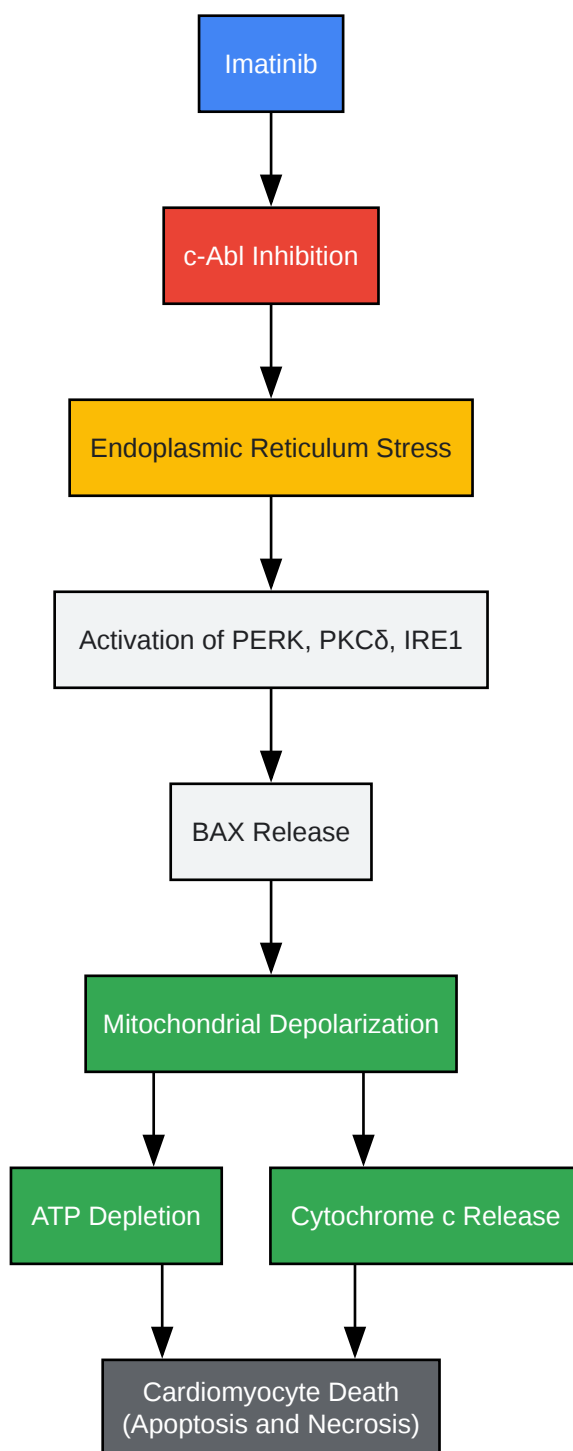 Imatinib
c-Abl Inhibition
Endoplasmic Reticulum Stress
Activation of PERK, PKCδ, IRE1
BAX Release
Mitochondrial Depolarization
ATP Depletion
Cytochrome c Release
Cardiomyocyte Death
(Apoptosis and Necrosis)